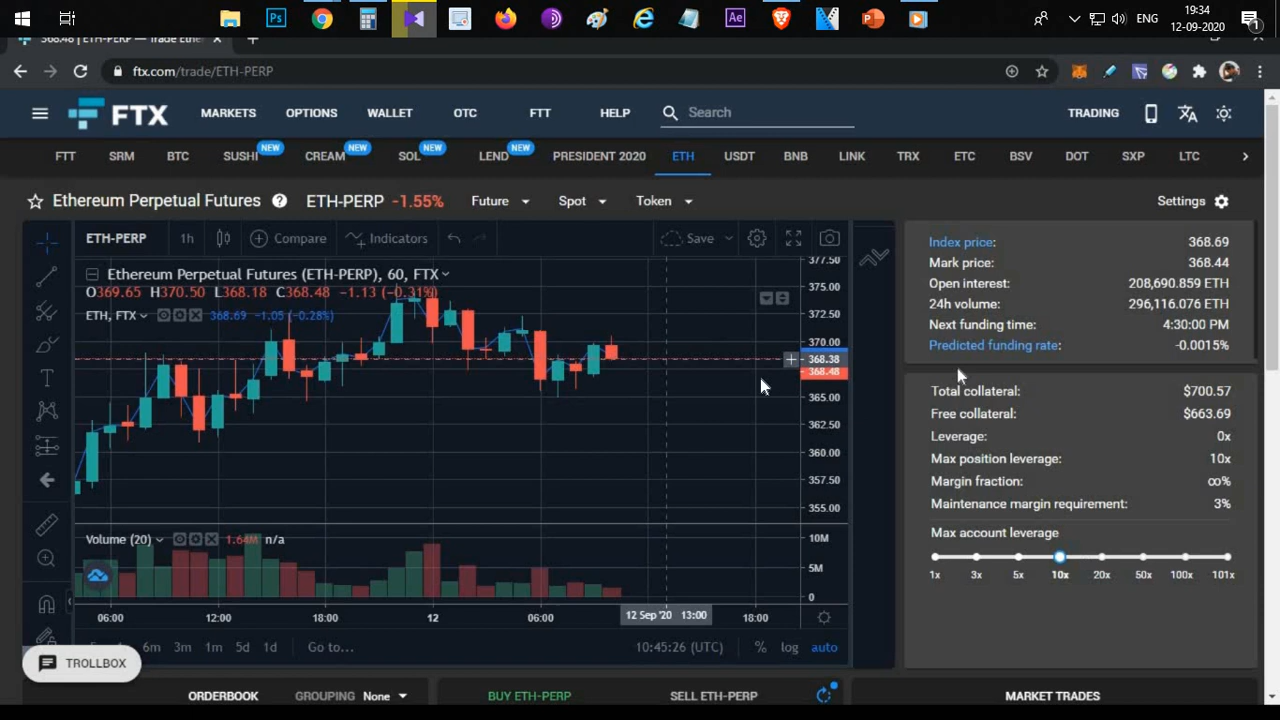 Ps
Ae
ENG
19:34
12-09-2020
1
368.48 | ETH-PERP — Trade Ether
ftx.com/trade/ETH-PERP
FTX MARKETS OPTIONS WALLET OTC FTT HELP Search TRADING
FTT SRM BTC SUSHI NEW CREAM NEW SOL NEW LEND NEW PRESIDENT 2020 ETH USDT BNB LINK TRX ETC BSV DOT SXP LTC
Ethereum Perpetual Futures ? ETH-PERP -1.55% Future Spot Token Settings
ETH-PERP 1h Compare Indicators Save
Ethereum Perpetual Futures (ETH-PERP), 60, FTX
O369.65 H370.50 L368.18 C368.48 -1.13 (-0.31%)
ETH, FTX 368.69 -1.05 (-0.28%)
377.50
375.00
372.50
370.00
368.38
368.48
365.00
362.50
360.00
357.50
355.00
Volume (20) 1.64M n/a
10M
5M
0
06:00 12:00 18:00 12 06:00 12 Sep '20 13:00 18:00
6m 3m 1m 5d 1d Go to... 10:45:26 (UTC) % log auto
TROLLBOX
Index price: 368.69
Mark price: 368.44
Open interest: 208,690.859 ETH
24h volume: 296,116.076 ETH
Next funding time: 4:30:00 PM
Predicted funding rate: -0.0015%
Total collateral: $700.57
Free collateral: $663.69
Leverage: 0x
Max position leverage: 10x
Margin fraction: ∞%
Maintenance margin requirement: 3%
Max account leverage
1x 3x 5x 10x 20x 50x 100x 101x
ORDERBOOK GROUPING None BUY ETH-PERP SELL ETH-PERP MARKET TRADES